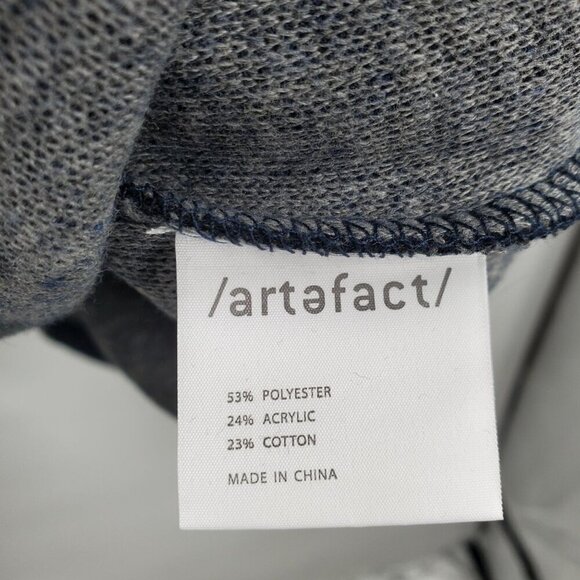 /artəfact/
53% POLYESTER
24% ACRYLIC
23% COTTON
MADE IN CHINA